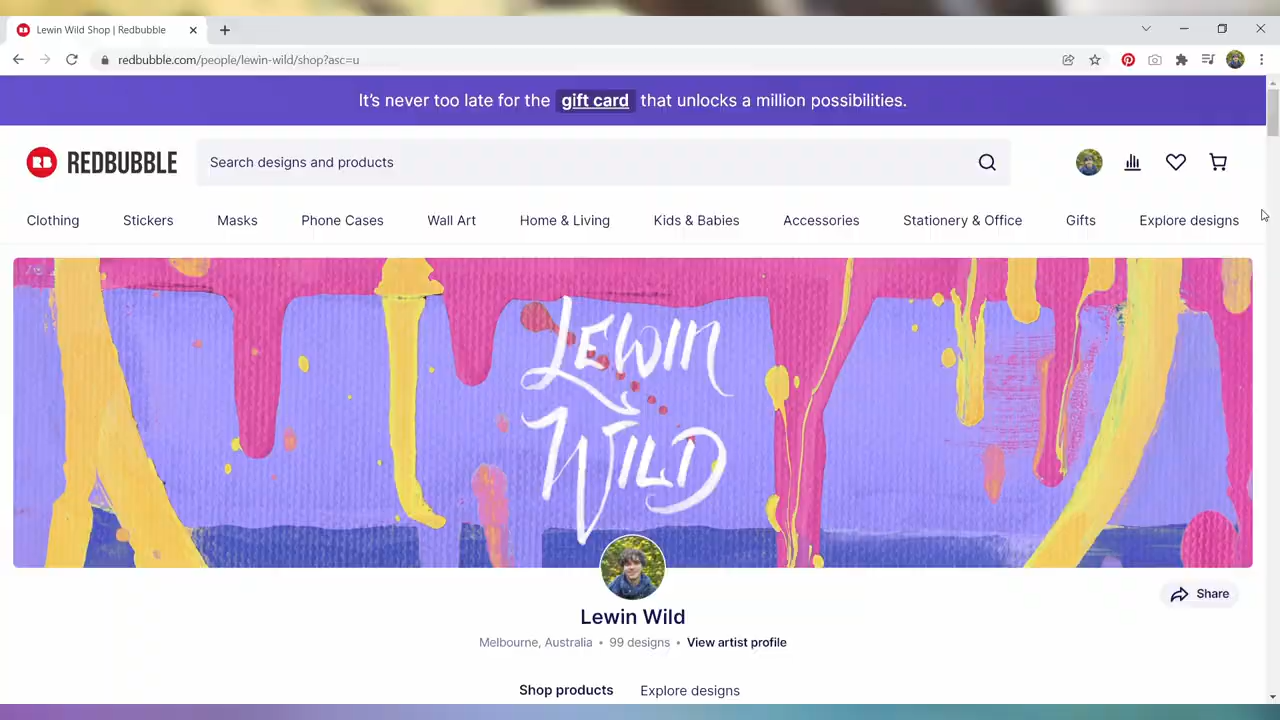 Lewin Wild Shop | Redbubble
redbubble.com/people/lewin-wild/shop?asc=u
It's never too late for the gift card that unlocks a million possibilities.
RB REDBUBBLE
Search designs and products
Clothing Stickers Masks Phone Cases Wall Art Home & Living Kids & Babies Accessories Stationery & Office Gifts Explore designs
LEWIN
WILD
Lewin Wild
Share
Melbourne, Australia • 99 designs • View artist profile
Shop products Explore designs